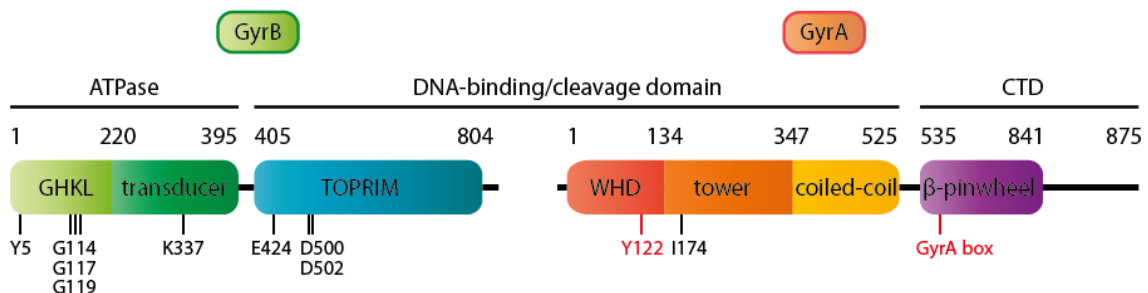 GyrB GyrA
ATPase DNA-binding/cleavage domain CTD
1 220 395 405 804 1 134 347 525 535 841 875
GHKL transducer TOPRIM WHD tower coiled-coil β-pinwheel
Y5 G114 K337 E424 D500 Y122 I174 GyrA box
G117 D502
G119